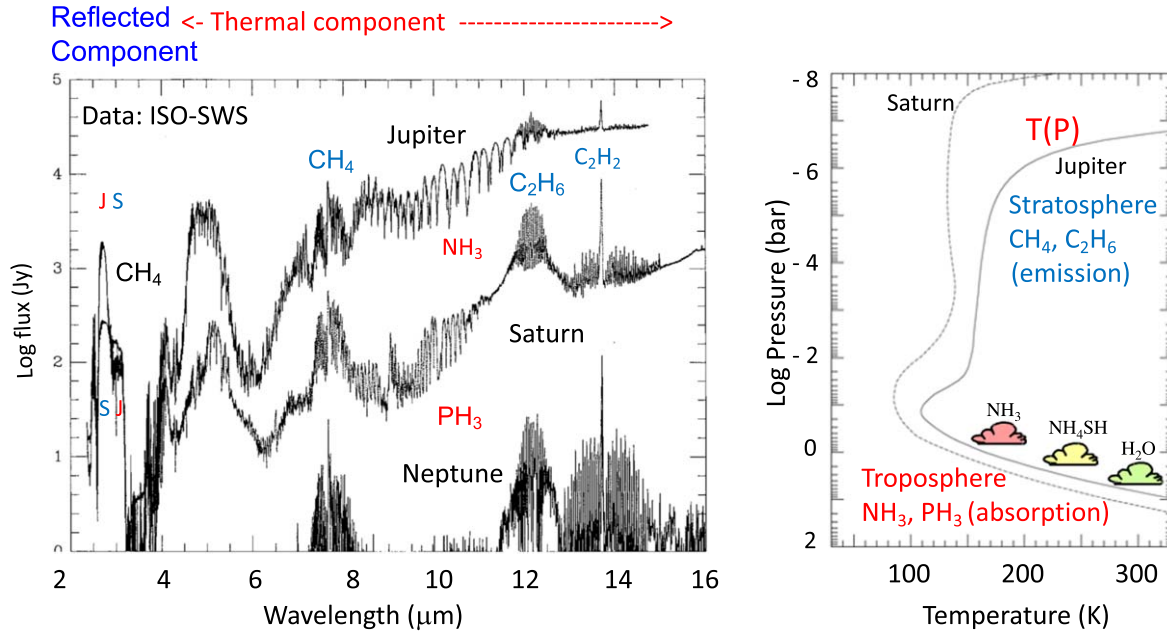 Reflected
Component
<- Thermal component ---------------------->
5
4
3
2
1
0
Log flux (Jy)
Data: ISO-SWS
J S
CH₄
S J
CH₄
Jupiter
C₂H₆
C₂H₂
NH₃
Saturn
PH₃
Neptune
2 4 6 8 10 12 14 16
Wavelength (μm)
- 8
- 6
- 4
- 2
0
2
Log Pressure (bar)
Saturn
T(P)
Jupiter
Stratosphere
CH₄, C₂H₆
(emission)
NH₃
NH₄SH
H₂O
Troposphere
NH₃, PH₃ (absorption)
100 200 300
Temperature (K)